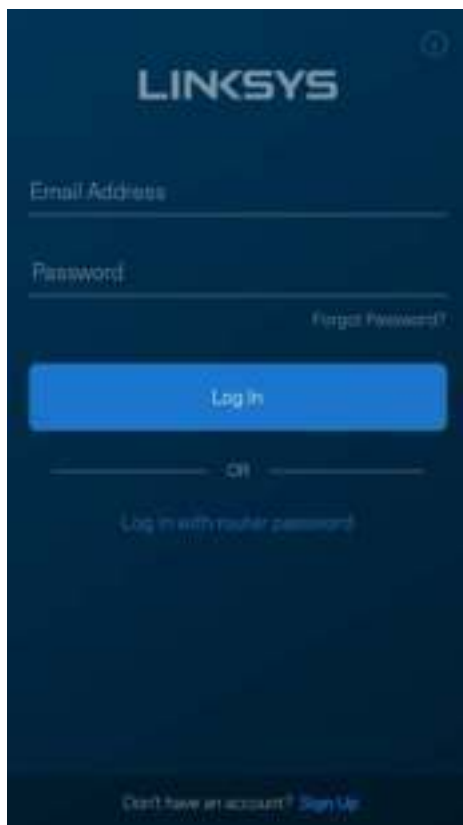 LINKSYS
Email Address
Password
Forgot Password?
Log In
OR
Log in with router password
Don't have an account? Sign Up